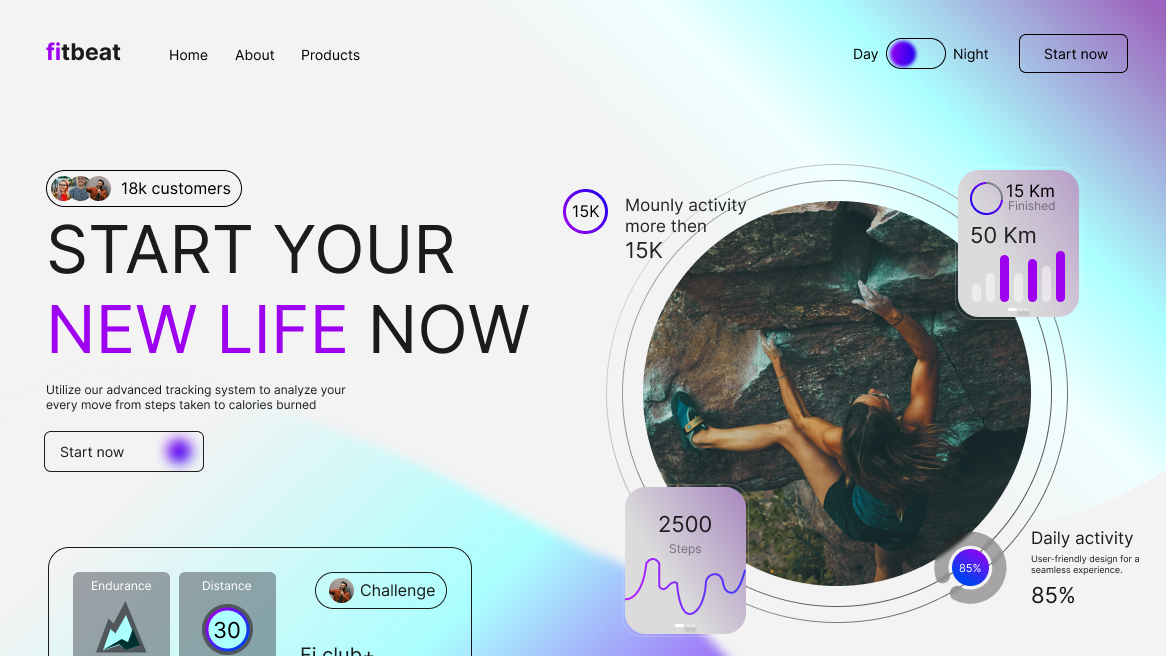 fitbeat
Home
About
Products
Day
Night
Start now
18k customers
START YOUR
NEW LIFE NOW
Utilize our advanced tracking system to analyze your
every move from steps taken to calories burned
Start now
15K
Mounly activity
more then
15K
15 Km
Finished
50 Km
2500
Steps
Daily activity
User-friendly design for a
seamless experience.
85%
85%
Endurance
Distance
30
Challenge
Fi club+